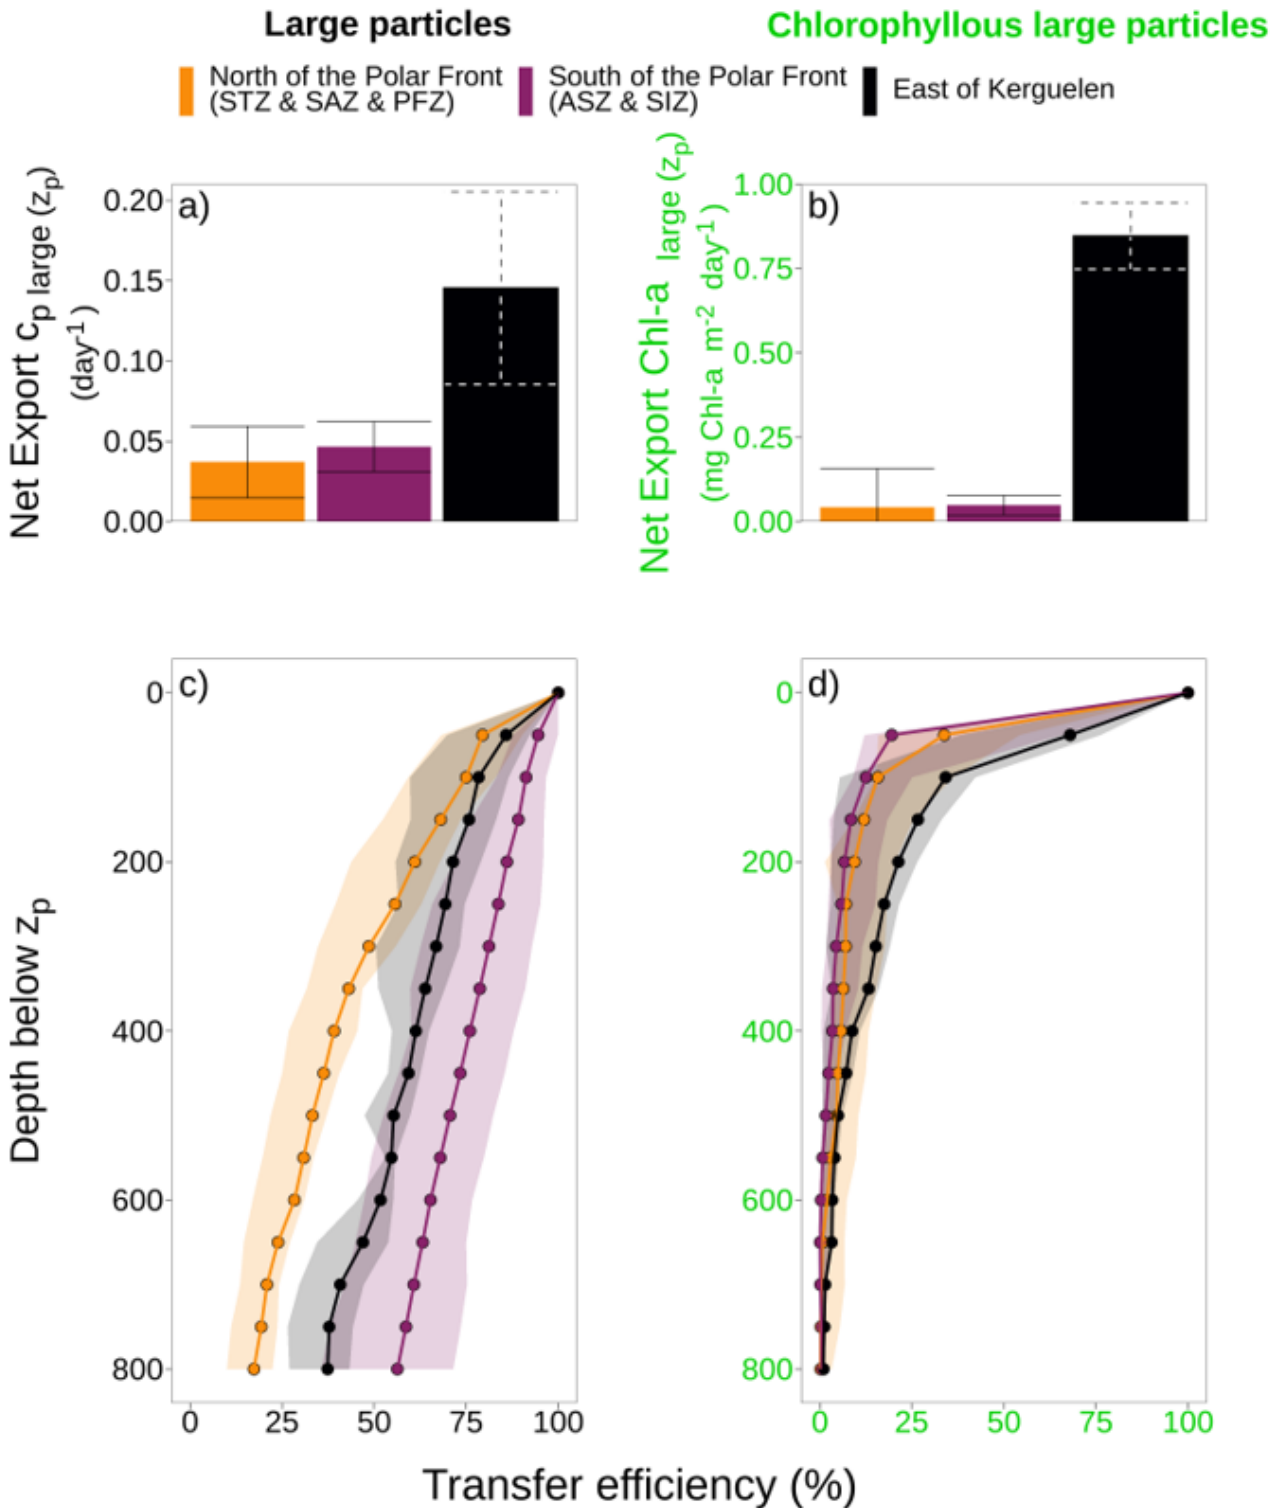 Large particles
Chlorophyllous large particles
North of the Polar Front
(STZ & SAZ & PFZ)
South of the Polar Front
(ASZ & SIZ)
East of Kerguelen
Net Export cp large (zp)
(day-1)
0.20
0.15
0.10
0.05
0.00
a)
Net Export Chl-a large (zp)
(mg Chl-a m-2 day-1)
1.00
0.75
0.50
0.25
0.00
b)
Depth below zp
0
200
400
600
800
c)
0 25 50 75 100
0
200
400
600
800
d)
0 25 50 75 100
Transfer efficiency (%)